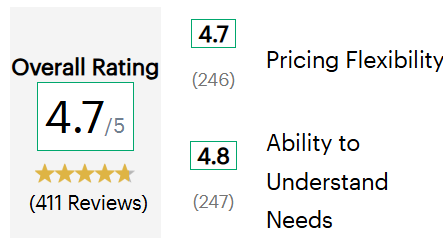 Overall Rating
4.7/5
(411 Reviews)
4.7
(246)
Pricing Flexibility
4.8
(247)
Ability to
Understand
Needs